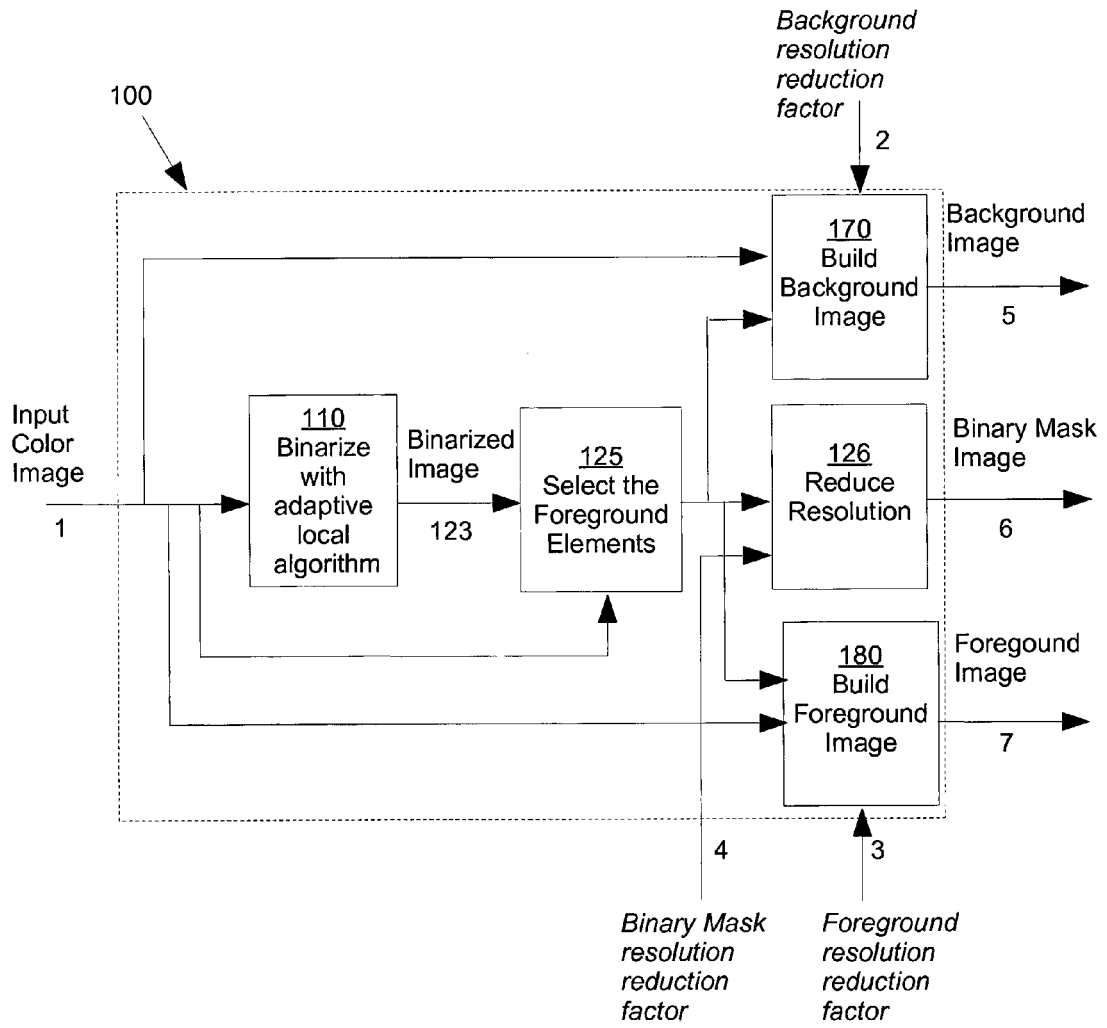 Background
resolution
reduction
factor
2
100
170
Build
Background
Image
Background
Image
5
Input
Color
Image
1
110
Binarize
with
adaptive
local
algorithm
Binarized
Image
123
125
Select the
Foreground
Elements
126
Reduce
Resolution
Binary Mask
Image
6
180
Build
Foreground
Image
Foregound
Image
7
4
3
Binary Mask
resolution
reduction
factor
Foreground
resolution
reduction
factor